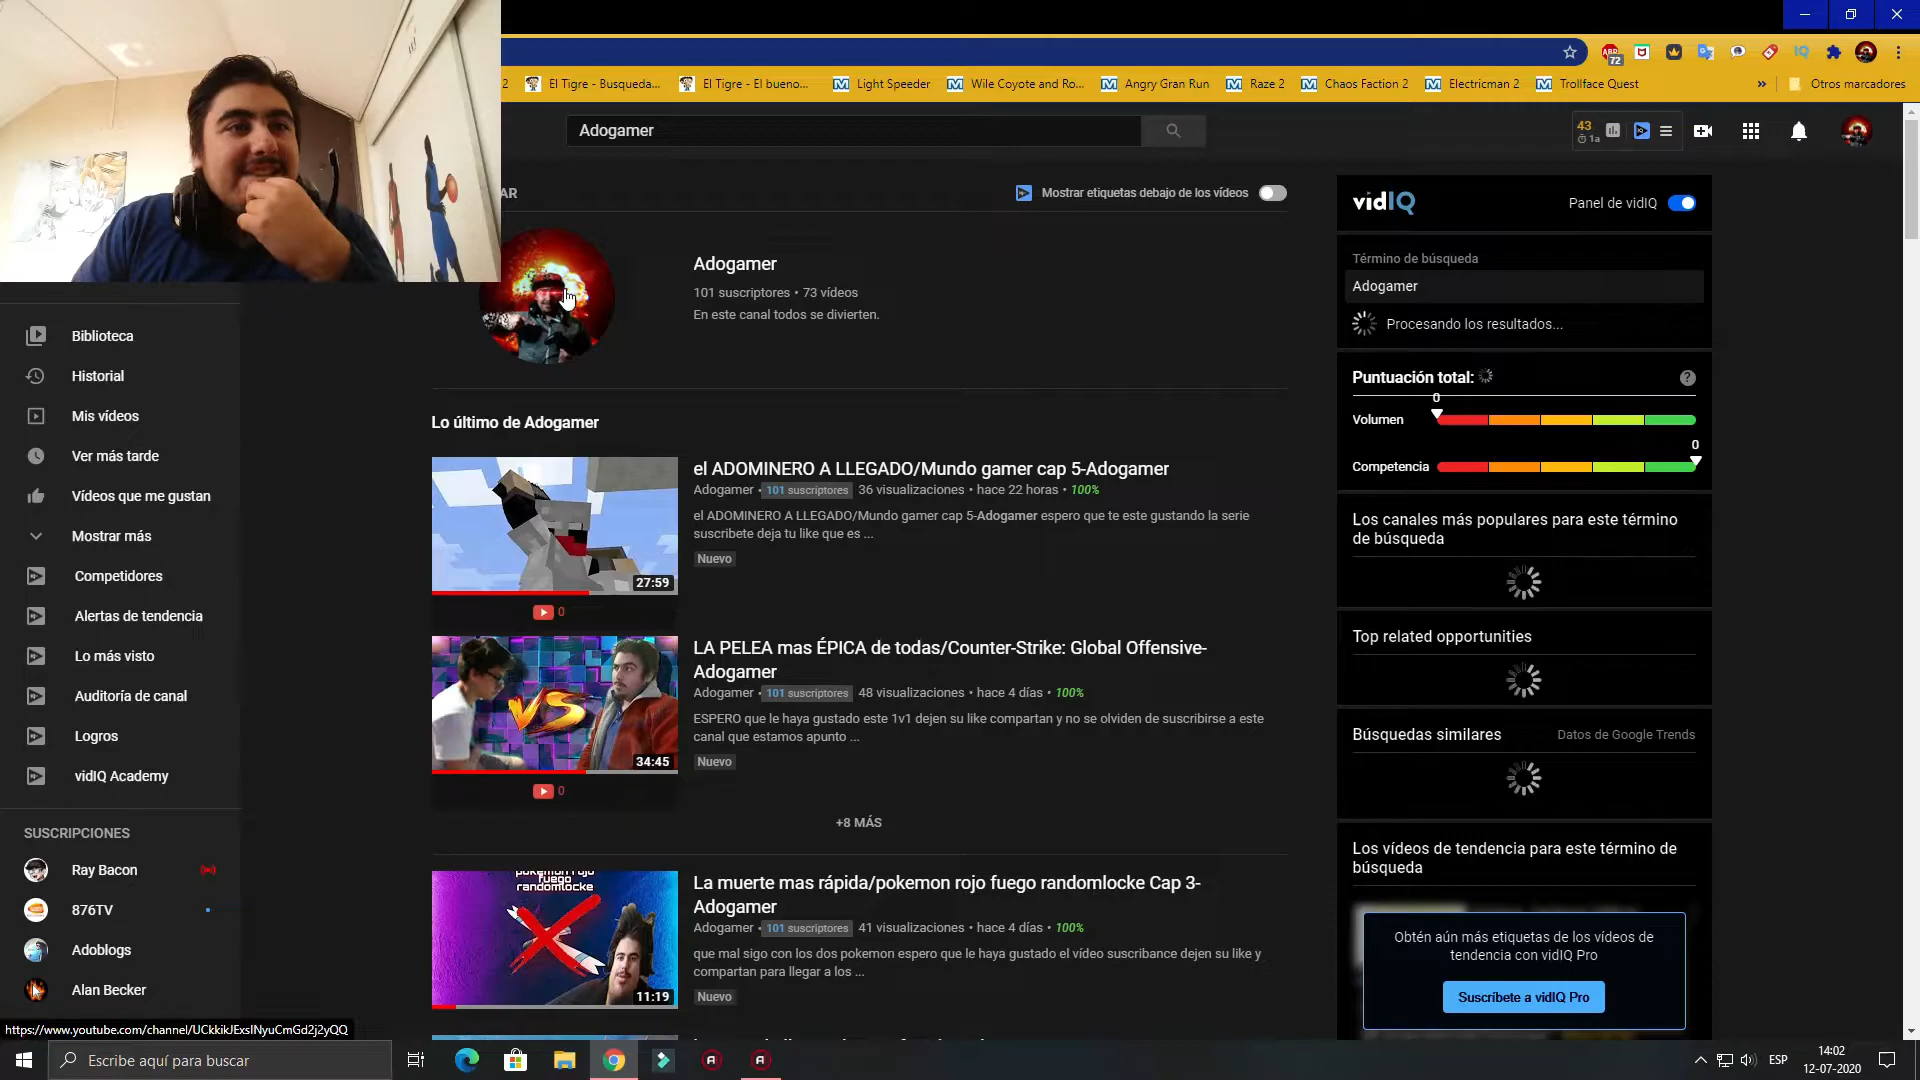 2
El Tigre - Busqueda...
El Tigre - El bueno...
Light Speeder
Wile Coyote and Ro...
Angry Gran Run
Raze 2
Chaos Faction 2
Electricman 2
Trollface Quest
»
Otros marcadores
ABP
72
Adogamer
43
1a
AR
Mostrar etiquetas debajo de los vídeos
Adogamer
101 suscriptores • 73 vídeos
En este canal todos se divierten.
Biblioteca
Historial
Mis vídeos
Ver más tarde
Vídeos que me gustan
Mostrar más
Competidores
Alertas de tendencia
Lo más visto
Auditoría de canal
Logros
vidIQ Academy
SUSCRIPCIONES
Ray Bacon
876TV
Adoblogs
Alan Becker
Lo último de Adogamer
27:59
el ADOMINERO A LLEGADO/Mundo gamer cap 5-Adogamer
Adogamer • 101 suscriptores 36 visualizaciones • hace 22 horas • 100%
el ADOMINERO A LLEGADO/Mundo gamer cap 5-Adogamer espero que te este gustando la serie
suscribete deja tu like que es ...
Nuevo
0
VS
34:45
LA PELEA mas ÉPICA de todas/Counter-Strike: Global Offensive-
Adogamer
Adogamer • 101 suscriptores 48 visualizaciones • hace 4 días • 100%
ESPERO que le haya gustado este 1v1 dejen su like compartan y no se olviden de suscribirse a este
canal que estamos apunto ...
Nuevo
0
+8 MÁS
pokemon rojo
fuego
randomlocke
11:19
La muerte mas rápida/pokemon rojo fuego randomlocke Cap 3-
Adogamer
Adogamer • 101 suscriptores 41 visualizaciones • hace 4 días • 100%
que mal sigo con los dos pokemon espero que le haya gustado el vídeo suscribance dejen su like y
compartan para llegar a los ...
Nuevo
vidIQ
Panel de vidIQ
Término de búsqueda
Adogamer
Procesando los resultados...
Puntuación total:
?
0
Volumen
0
Competencia
Los canales más populares para este término
de búsqueda
Top related opportunities
Búsquedas similares
Datos de Google Trends
Los vídeos de tendencia para este término de
búsqueda
Obtén aún más etiquetas de los vídeos de
tendencia con vidIQ Pro
Suscríbete a vidIQ Pro
https://www.youtube.com/channel/UCkkikJExslNyuCmGd2j2yQQ
Escribe aquí para buscar
ESP
14:02
12-07-2020